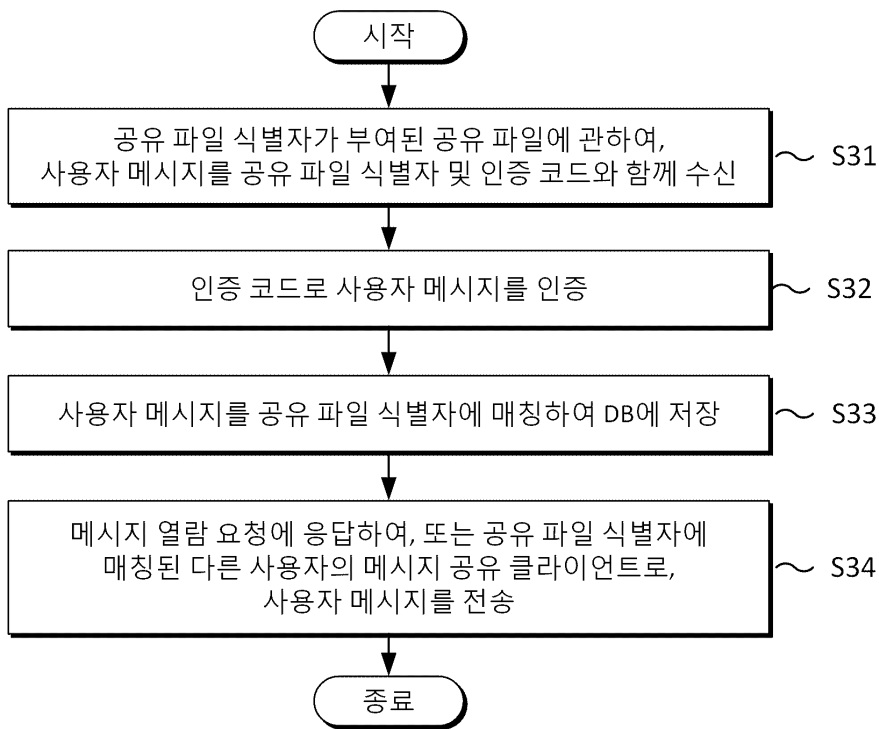 시작
공유 파일 식별자가 부여된 공유 파일에 관하여,
사용자 메시지를 공유 파일 식별자 및 인증 코드와 함께 수신
S31
인증 코드로 사용자 메시지를 인증
S32
사용자 메시지를 공유 파일 식별자에 매칭하여 DB에 저장
S33
메시지 열람 요청에 응답하여, 또는 공유 파일 식별자에
매칭된 다른 사용자의 메시지 공유 클라이언트로,
사용자 메시지를 전송
S34
종료